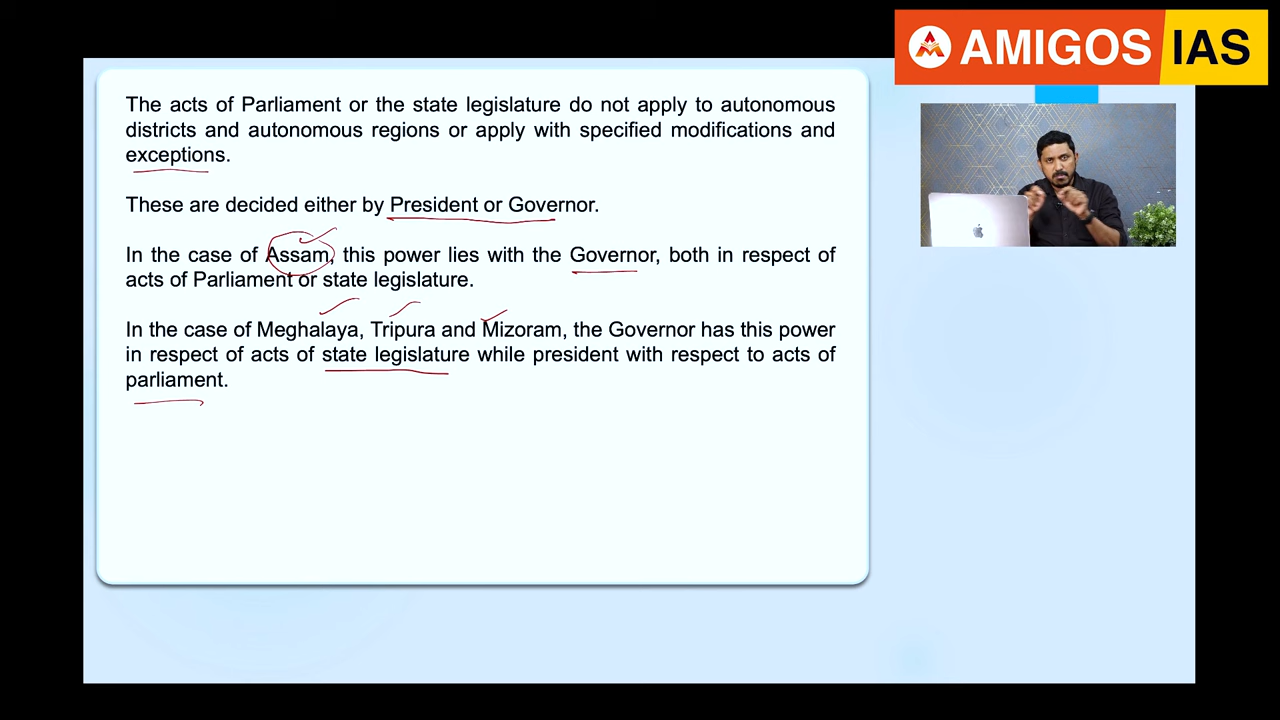 AMIGOS IAS
The acts of Parliament or the state legislature do not apply to autonomous
districts and autonomous regions or apply with specified modifications and
exceptions.
These are decided either by President or Governor.
In the case of Assam, this power lies with the Governor, both in respect of
acts of Parliament or state legislature.
In the case of Meghalaya, Tripura and Mizoram, the Governor has this power
in respect of acts of state legislature while president with respect to acts of
parliament.